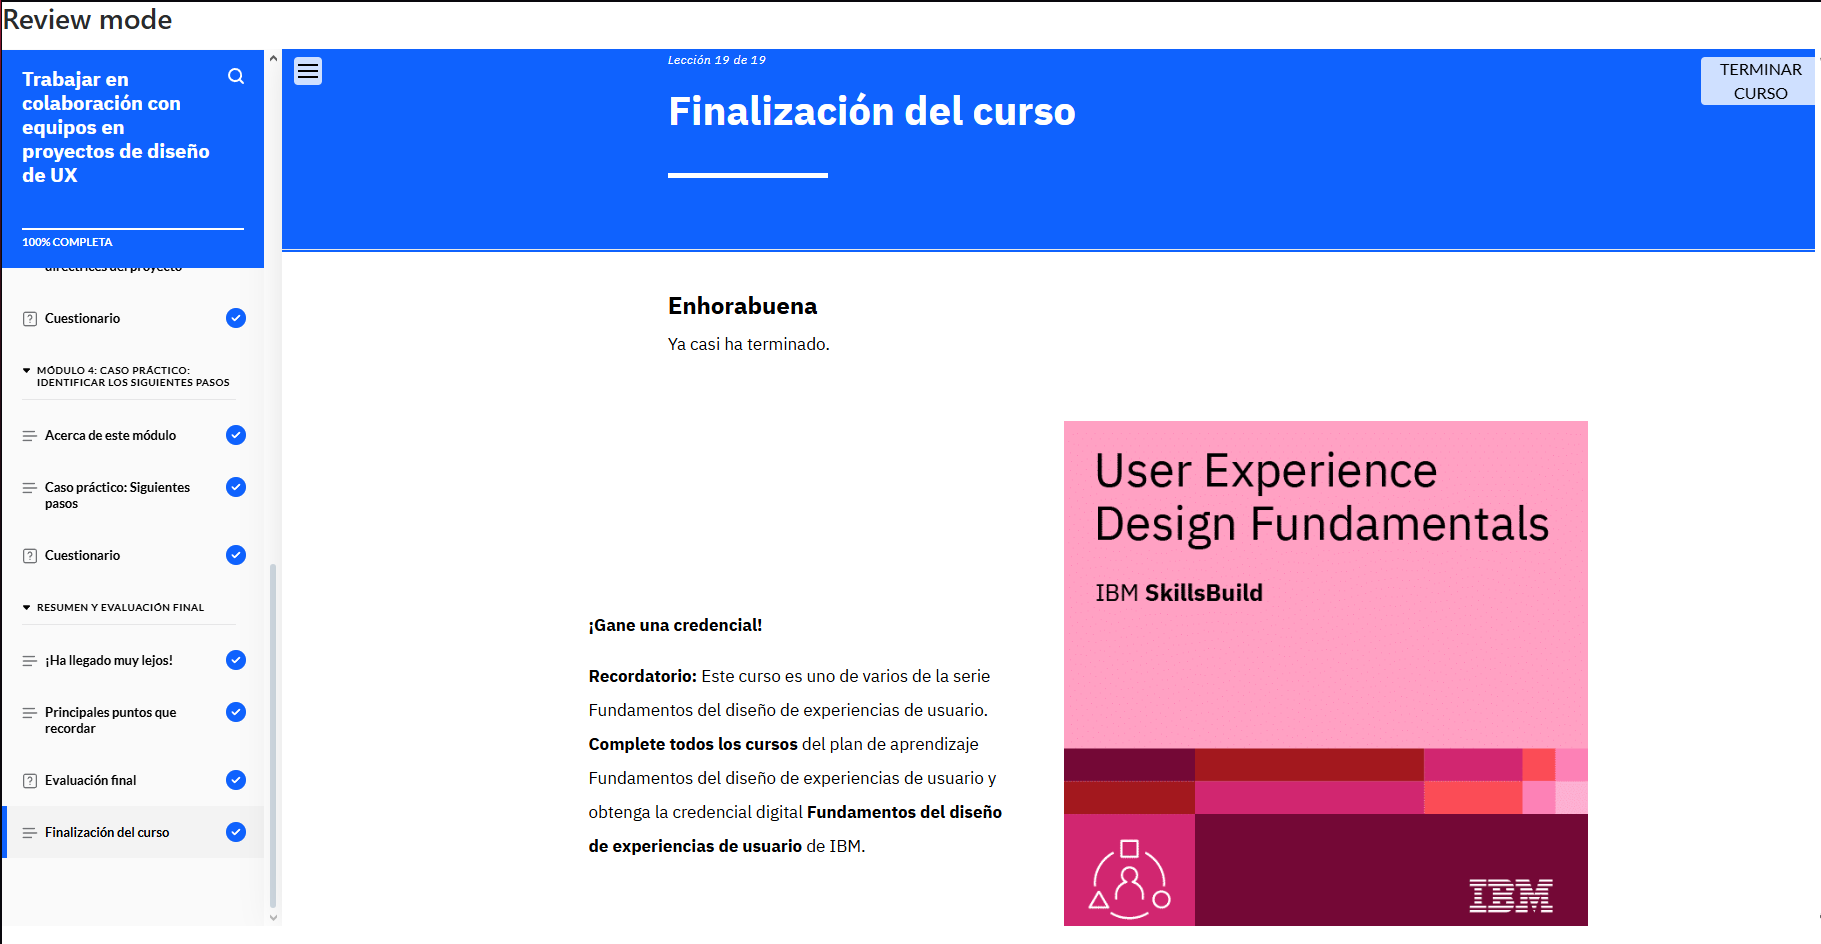 Review mode
Trabajar en
colaboración con
equipos en
proyectos de diseño
de UX
100% COMPLETA
directrices del proyecto
Cuestionario
MÓDULO 4: CASO PRÁCTICO:
IDENTIFICAR LOS SIGUIENTES PASOS
Acerca de este módulo
Caso práctico: Siguientes
pasos
Cuestionario
RESUMEN Y EVALUACIÓN FINAL
¡Ha llegado muy lejos!
Principales puntos que
recordar
Evaluación final
Finalización del curso
Lección 19 de 19
Finalización del curso
TERMINAR
CURSO
Enhorabuena
Ya casi ha terminado.
¡Gane una credencial!
Recordatorio: Este curso es uno de varios de la serie
Fundamentos del diseño de experiencias de usuario.
Complete todos los cursos del plan de aprendizaje
Fundamentos del diseño de experiencias de usuario y
obtenga la credencial digital Fundamentos del diseño
de experiencias de usuario de IBM.
User Experience
Design Fundamentals
IBM SkillsBuild
IBM